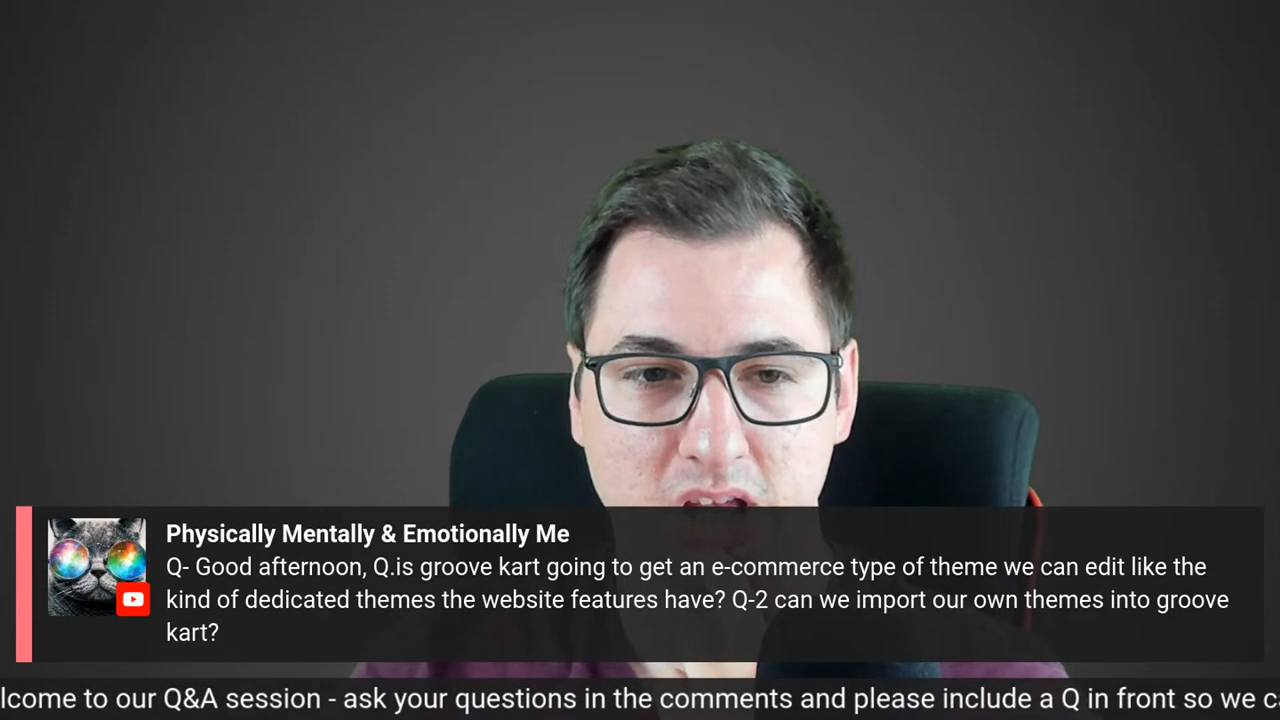 Physically Mentally & Emotionally Me
Q- Good afternoon, Q.is groove kart going to get an e-commerce type of theme we can edit like the
kind of dedicated themes the website features have? Q-2 can we import our own themes into groove
kart?
lcome to our Q&A session - ask your questions in the comments and please include a Q in front so we c